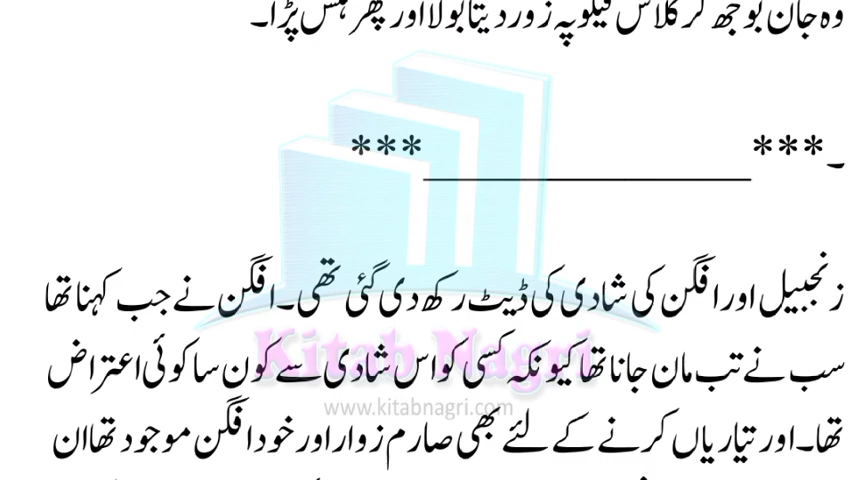 وہ جان بوجھ کر کلاس فیلو پہ زور دیتا بولا اور پھر ہنس پڑا۔
۔***______________________***
زنجبیل اور افگن کی شادی کی ڈیٹ رکھ دی گئی تھی۔ افگن نے جب کہنا تھا
سب نے تب مان جانا تھا کیونکہ کسی کو اس شادی سے کون سا کوئی اعتراض
تھا۔ اور تیاریاں کرنے کے لئے بھی صارم زوار اور خود افگن موجود تھا ان
Kitab Nagri
www.kitabnagri.com